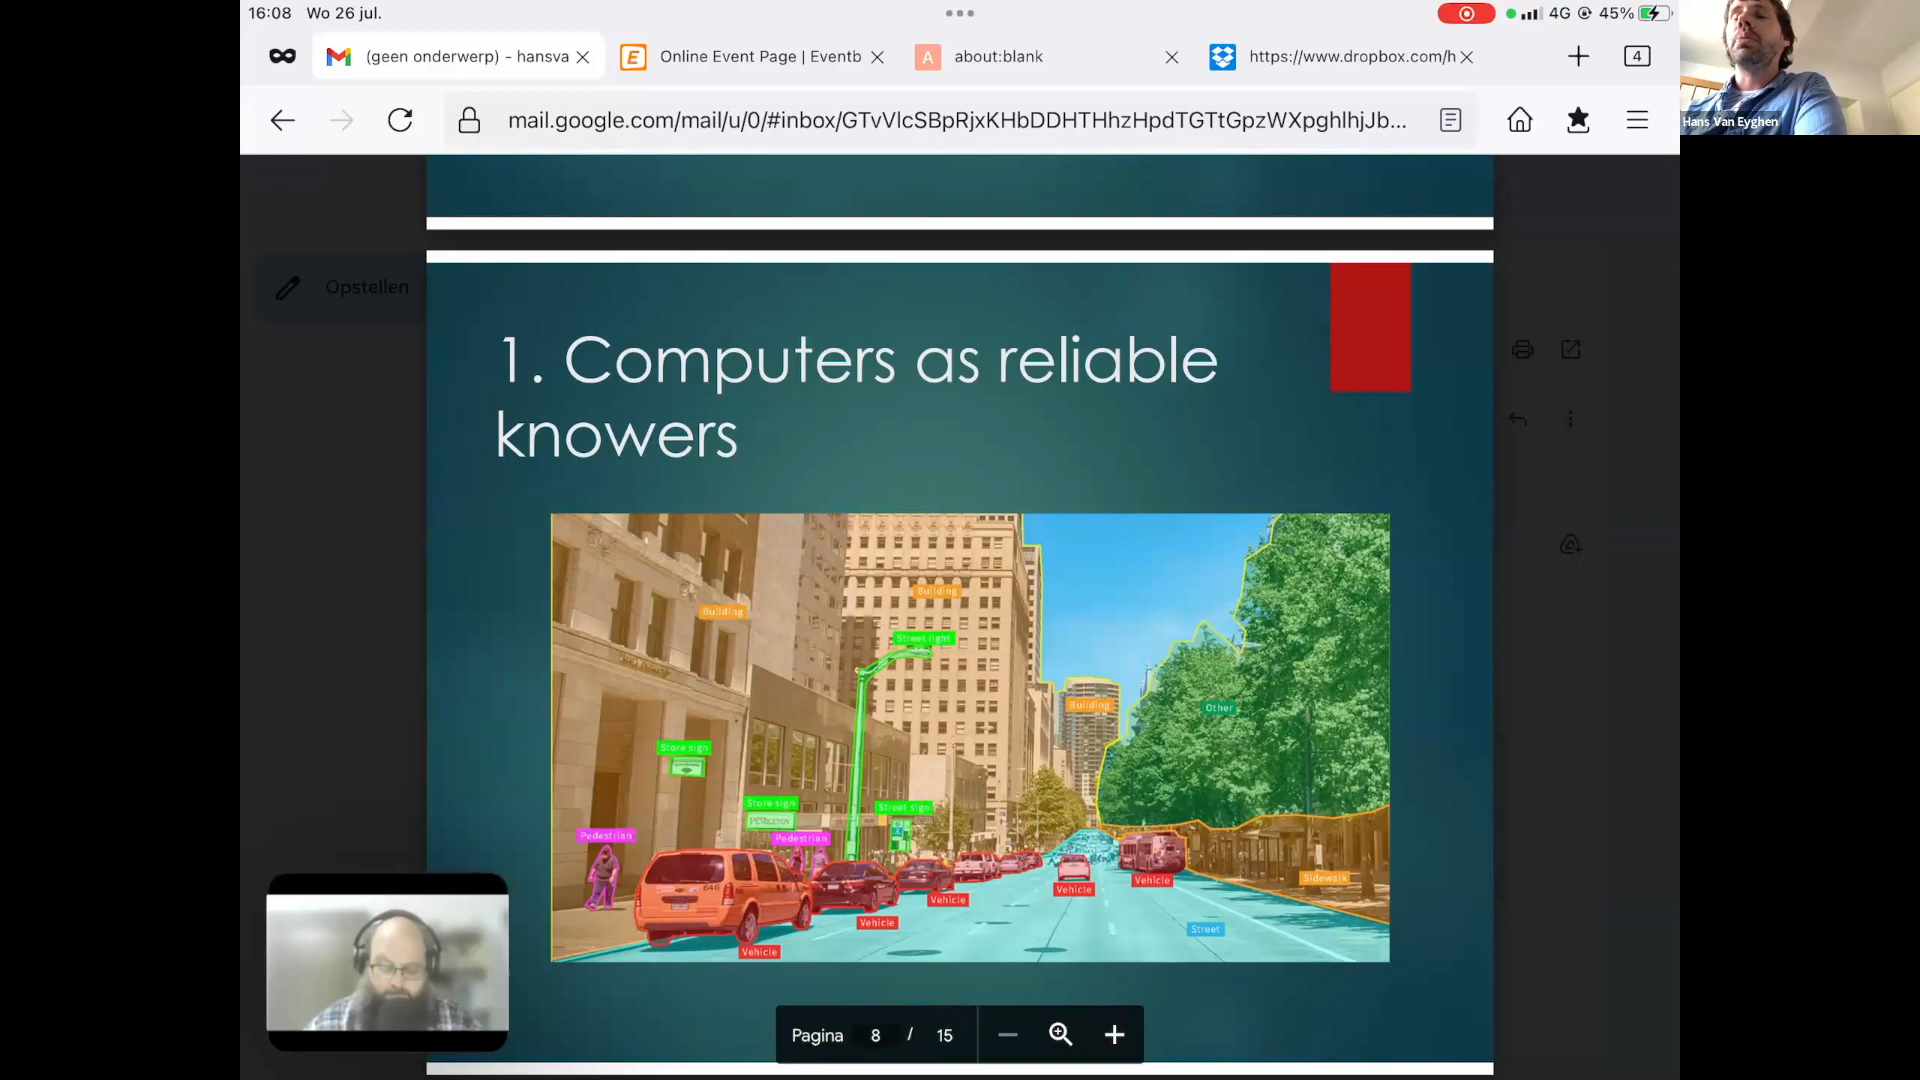 16:08 Wo 26 jul.
4G 45%
(geen onderwerp) - hansva
Online Event Page | Eventb
A about:blank
https://www.dropbox.com/h
4
mail.google.com/mail/u/0/#inbox/GTvVlcSBpRjxKHbDDHTHhzHpdTGTtGpzWXpghlhjJb...
Hans Van Eyghen
Opstellen
1. Computers as reliable
knowers
Building
Building
Street light
Building
Other
Store sign
Store sign
Street sign
PENDLETON
Pedestrian
Pedestrian
646
Sidewalk
Vehicle
Vehicle
Vehicle
Vehicle
Vehicle
Street
Pagina 8 / 15